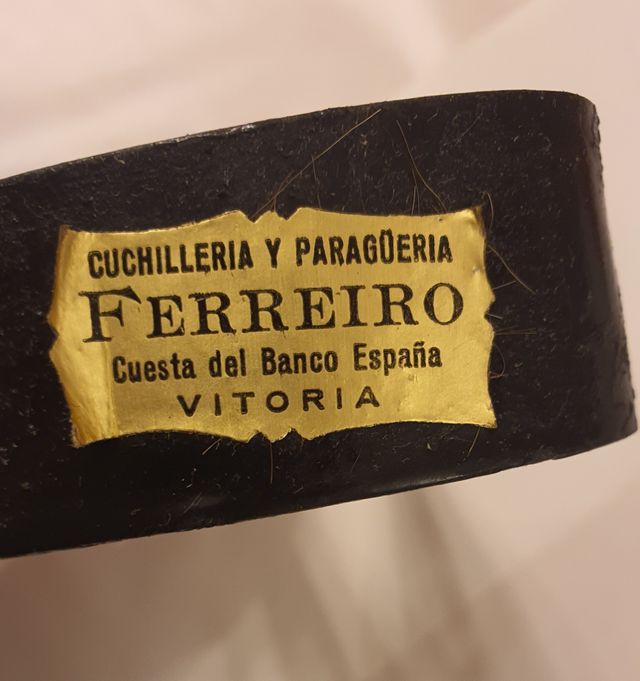 CUCHILLERIA Y PARAGÜERIA
FERREIRO
Cuesta del Banco España
VITORIA